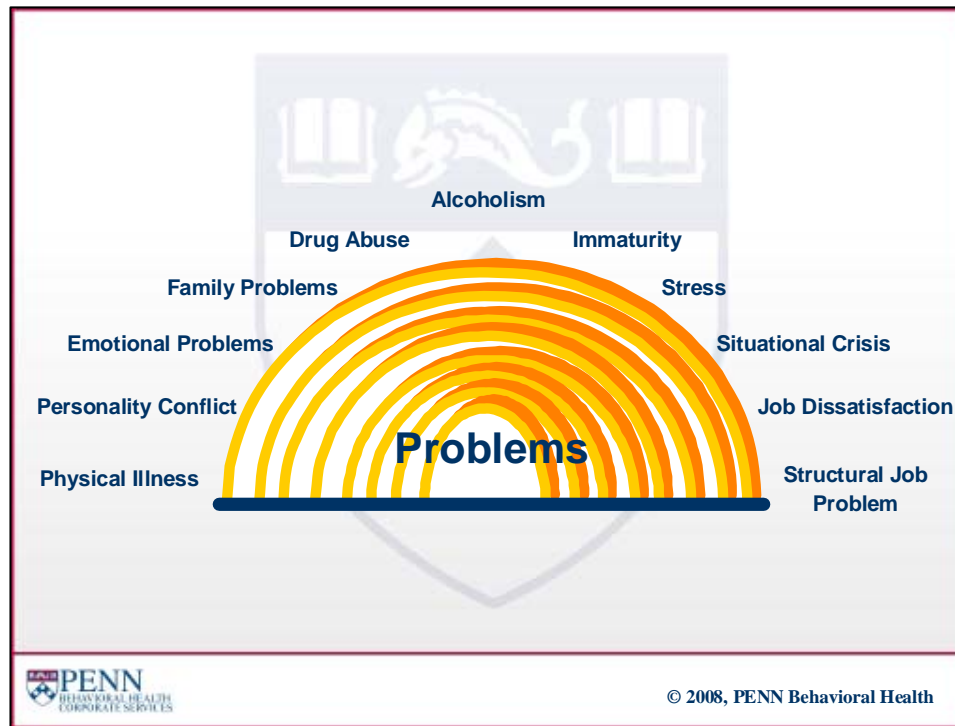 Alcoholism
Drug Abuse
Immaturity
Family Problems
Stress
Emotional Problems
Situational Crisis
Personality Conflict
Job Dissatisfaction
Problems
Physical Illness
Structural Job
Problem
PENN
BEHAVIORAL HEALTH
CORPORATE SERVICES
© 2008, PENN Behavioral Health